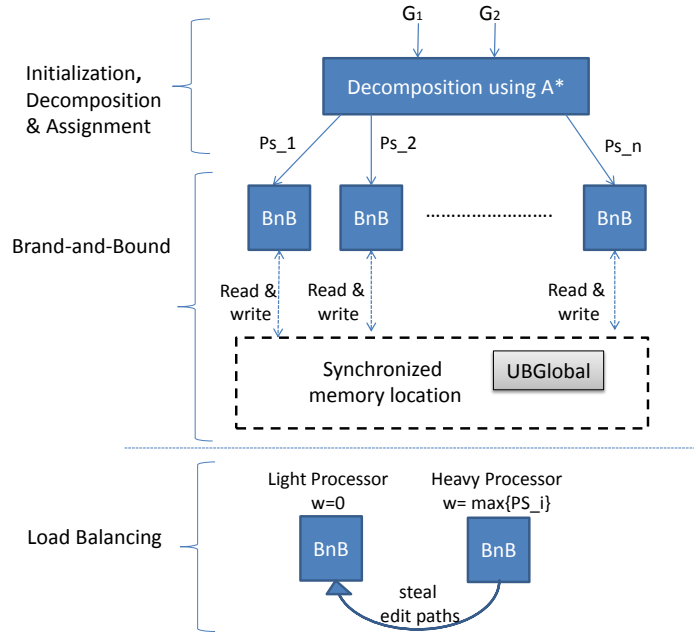 G1 G2
Initialization,
Decomposition
& Assignment
Decomposition using A*
Ps_1 Ps_2 Ps_n
BnB BnB ............................ BnB
Brand-and-Bound
Read &
write
Read &
write
Read &
write
Synchronized
memory location
UBGlobal
Light Processor
w=0
Heavy Processor
w= max{PS_i}
Load Balancing
BnB BnB
steal
edit paths